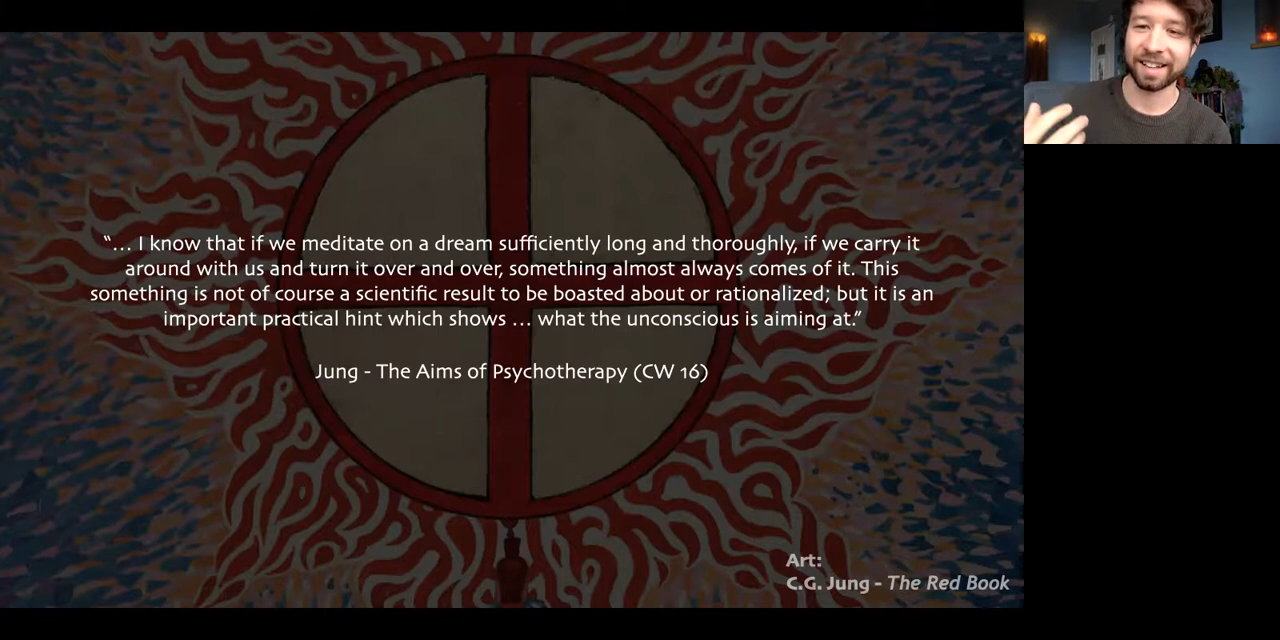 “… I know that if we meditate on a dream sufficiently long and thoroughly, if we carry it
around with us and turn it over and over, something almost always comes of it. This
something is not of course a scientific result to be boasted about or rationalized; but it is an
important practical hint which shows … what the unconscious is aiming at.”
Jung - The Aims of Psychotherapy (CW 16)
Art:
C.G. Jung - The Red Book